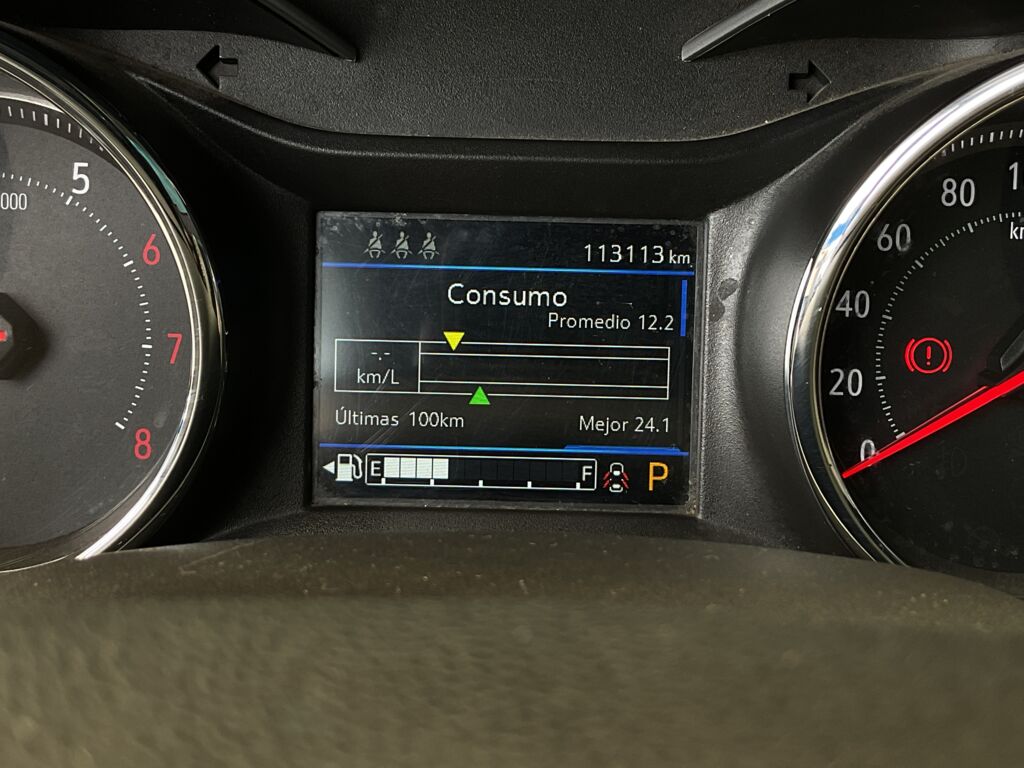 113113 km
Consumo
Promedio 12.2
-.-
km/L
Últimas 100km
Mejor 24.1
E F
P
5
000
6
7
8
80
60
40
20
0